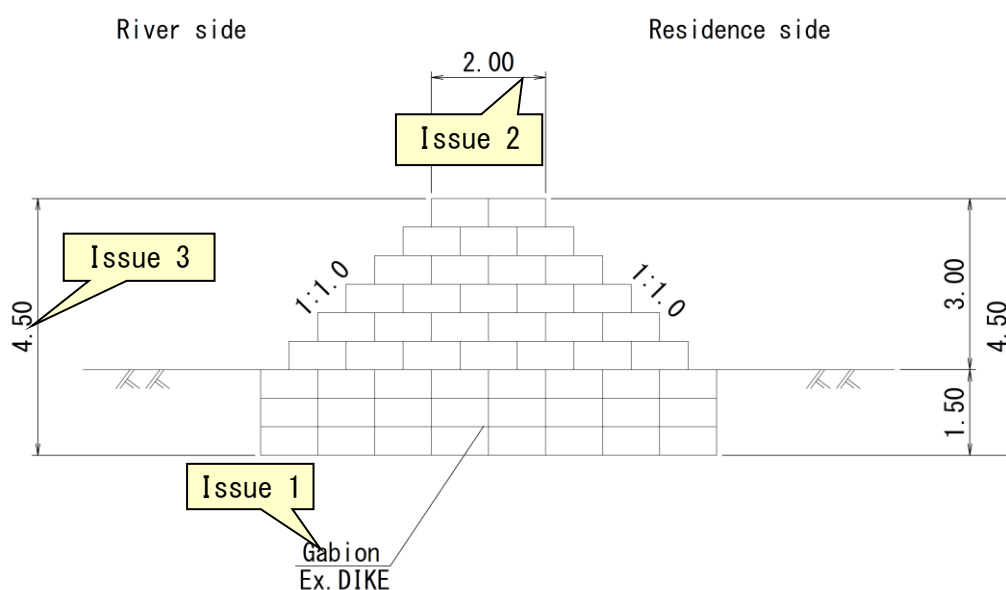 River side
Residence side
2.00
Issue 2
Issue 3
1:1.0
1:1.0
4.50
3.00
4.50
1.50
Issue 1
Gabion
Ex. DIKE